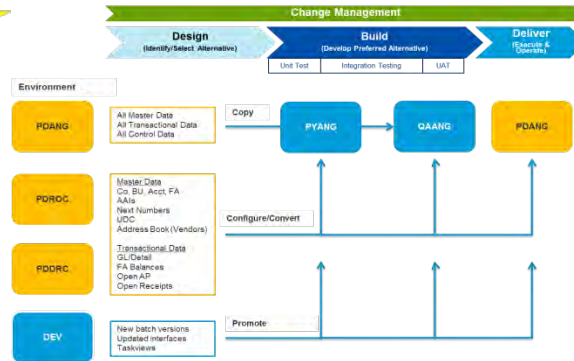 Change Management
Design
(Identify/Select Alternative)
Build
(Develop Preferred Alternative)
Deliver
(Execute &
Operate)
Unit Test
Integration Testing
UAT
Environment
PDANG
All Master Data
All Transactional Data
All Control Data
Copy
PYANG
QAANG
PDANG
PDROC
Master Data
Co, BU, Acct, FA
AAIs
Next Numbers
UDC
Address Book (Vendors)
Configure/Convert
PDDRC
Transactional Data
GL/Detail
FA Balances
Open AP
Open Receipts
DEV
New batch versions
Updated interfaces
Taskviews
Promote